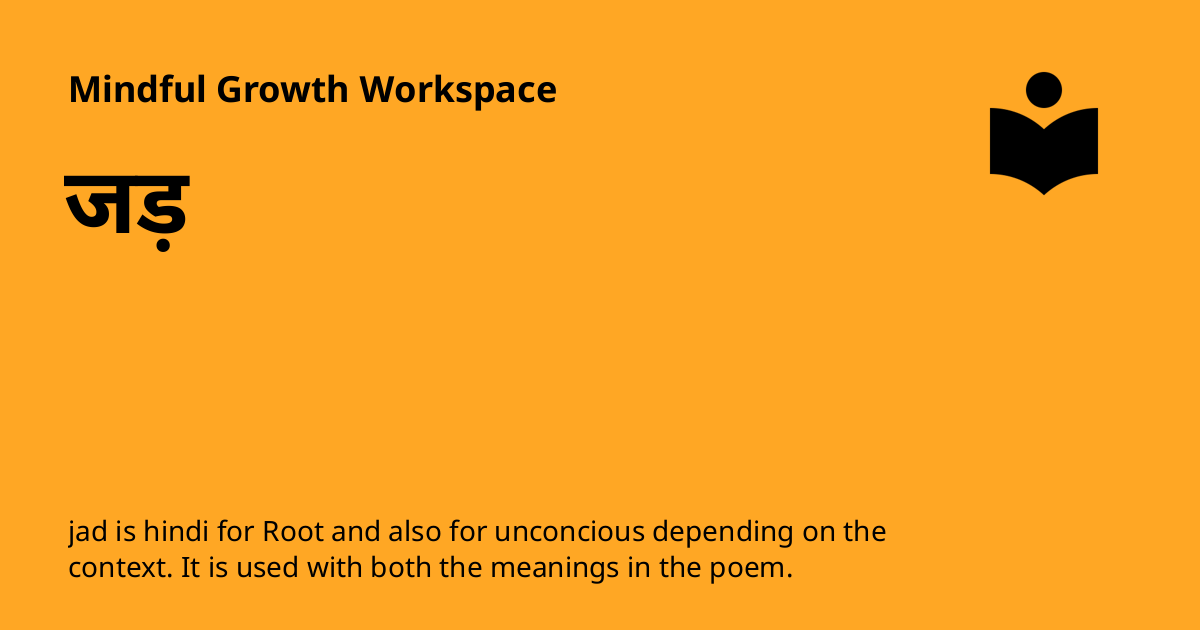 Mindful Growth Workspace
जड़
jad is hindi for Root and also for unconcious depending on the
context. It is used with both the meanings in the poem.